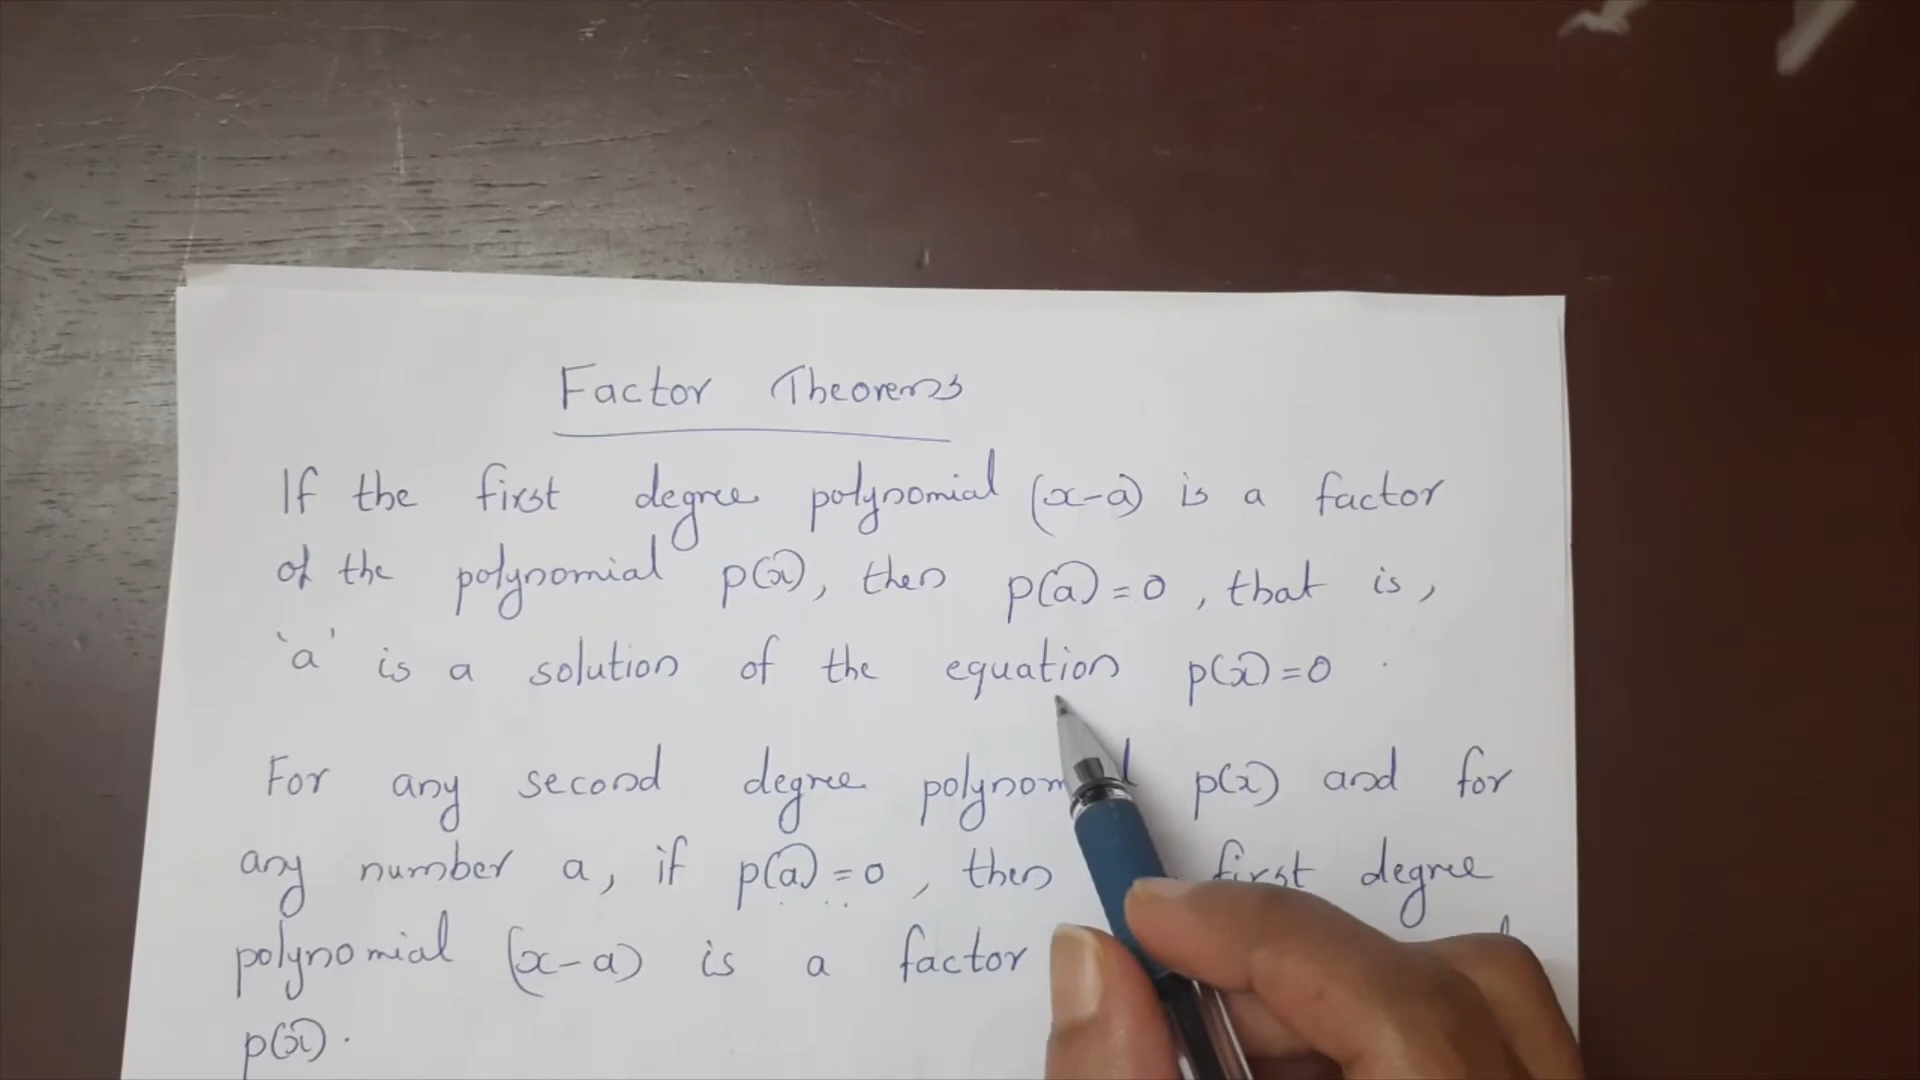 Factor Theorems
If the first degree polynomial (x-a) is a factor
of the polynomial p(x), then p(a) = 0, that is,
'a' is a solution of the equation p(x) = 0
For any second degree polynomial p(x) and for
any number a, if p(a) = 0, then first degree
polynomial (x-a) is a factor
p(x).